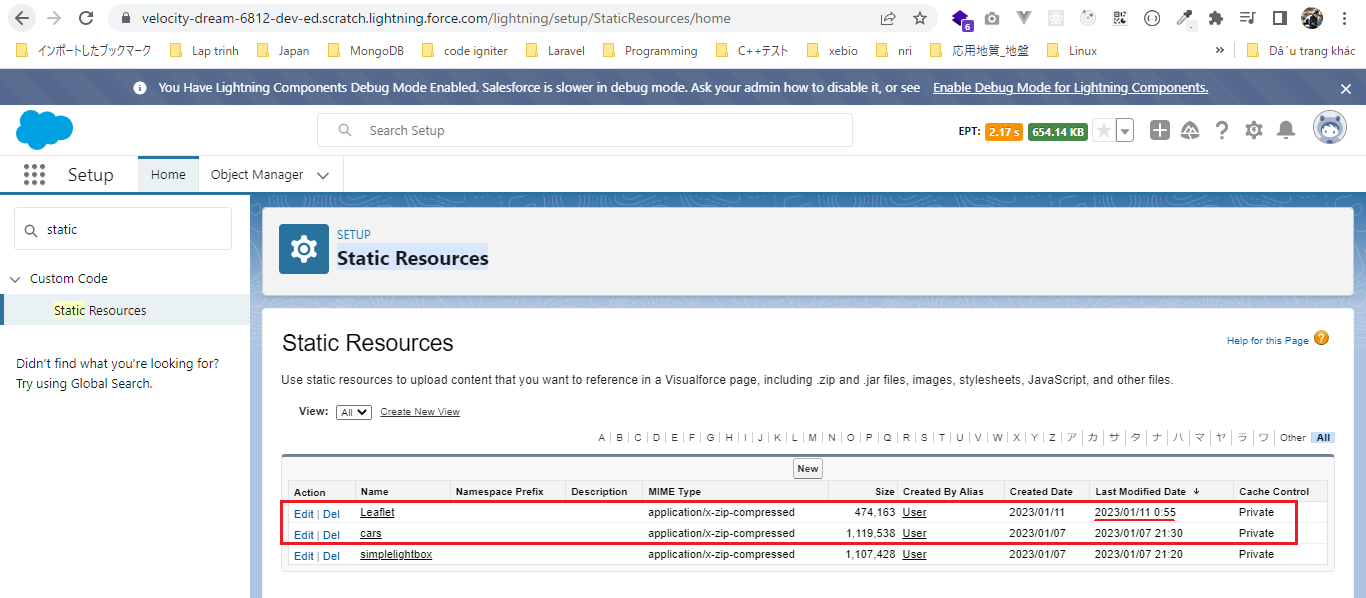 velocity-dream-6812-dev-ed.scratch.lightning.force.com/lightning/setup/StaticResources/home
6
インポートしたブックマーク Lap trinh Japan MongoDB code igniter Laravel Programming C++テスト xebio nri 応用地質_地盤 Linux » Dấu trang khác
You Have Lightning Components Debug Mode Enabled. Salesforce is slower in debug mode. Ask your admin how to disable it, or see Enable Debug Mode for Lightning Components.
Search Setup
EPT: 2.17 s 654.14 KB
Setup Home Object Manager
static
Custom Code
Static Resources
Didn't find what you're looking for?
Try using Global Search.
SETUP
Static Resources
Static Resources
Help for this Page ?
Use static resources to upload content that you want to reference in a Visualforce page, including .zip and .jar files, images, stylesheets, JavaScript, and other files.
View: All Create New View
A | B | C | D | E | F | G | H | I | J | K | L | M | N | O | P | Q | R | S | T | U | V | W | X | Y | Z | ア | カ | サ | タ | ナ | ハ | マ | ヤ | ラ | ワ | Other All
New
Action Name Namespace Prefix Description MIME Type Size Created By Alias Created Date Last Modified Date ↓ Cache Control
Edit | Del Leaflet application/x-zip-compressed 474,163 User 2023/01/11 2023/01/11 0:55 Private
Edit | Del cars application/x-zip-compressed 1,119,538 User 2023/01/07 2023/01/07 21:30 Private
Edit | Del simplelightbox application/x-zip-compressed 1,107,428 User 2023/01/07 2023/01/07 21:20 Private